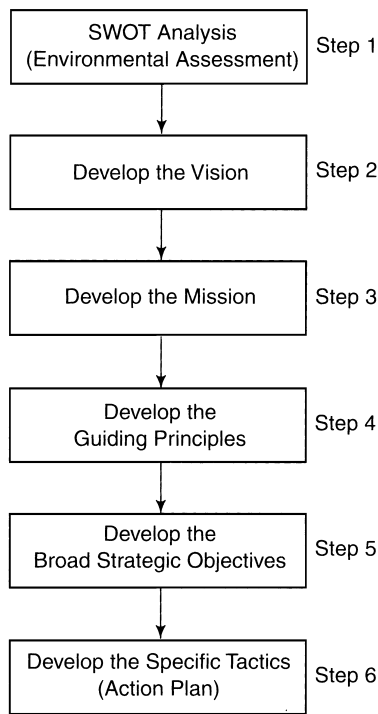 SWOT Analysis
(Environmental Assessment)
Step 1
Develop the Vision
Step 2
Develop the Mission
Step 3
Develop the
Guiding Principles
Step 4
Develop the
Broad Strategic Objectives
Step 5
Develop the Specific Tactics
(Action Plan)
Step 6